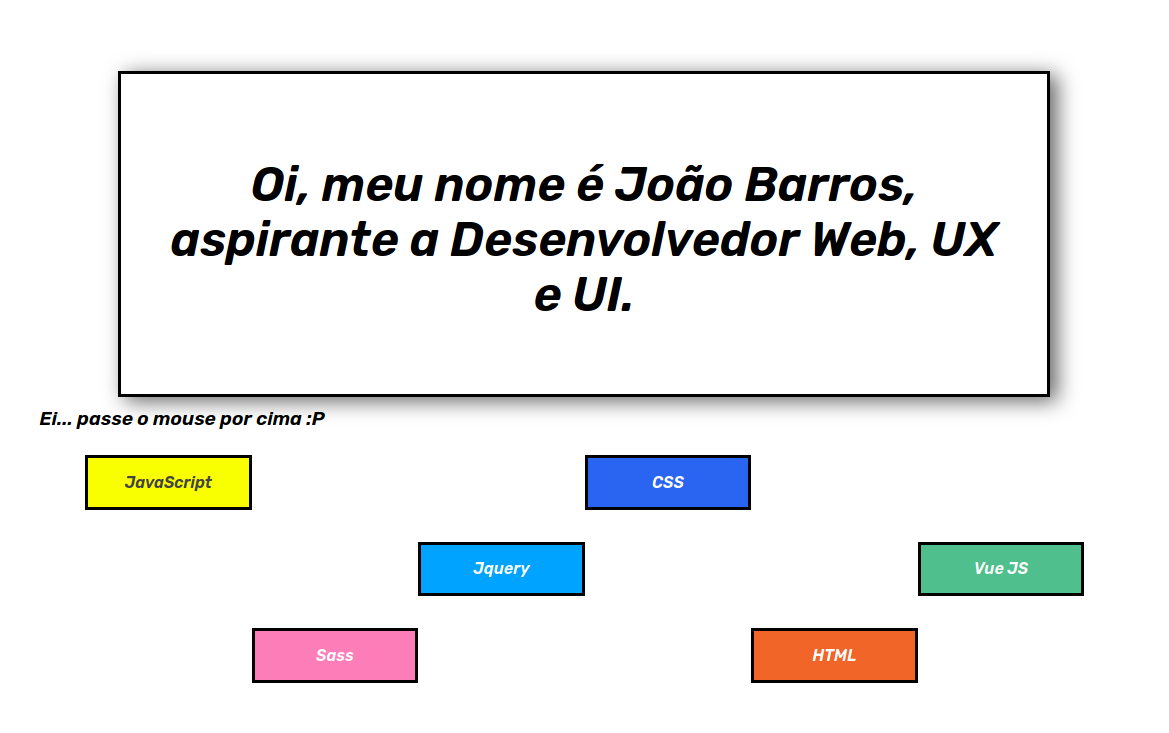 Oi, meu nome é João Barros,
aspirante a Desenvolvedor Web, UX
e UI.
Ei... passe o mouse por cima :P
JavaScript
CSS
Jquery
Vue JS
Sass
HTML